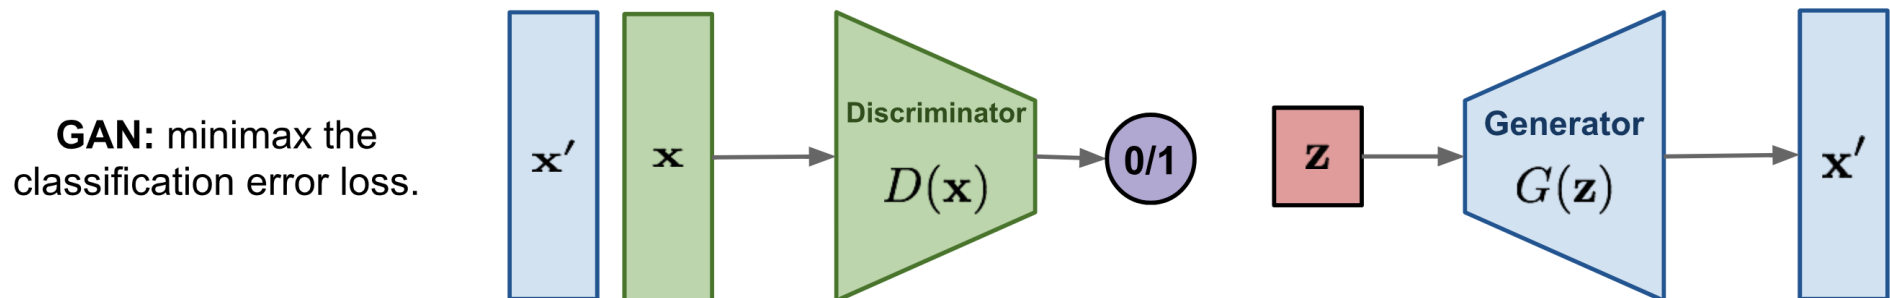 GAN: minimax the
classification error loss.
x′
x
Discriminator
D(x)
0/1
z
Generator
G(z)
x′